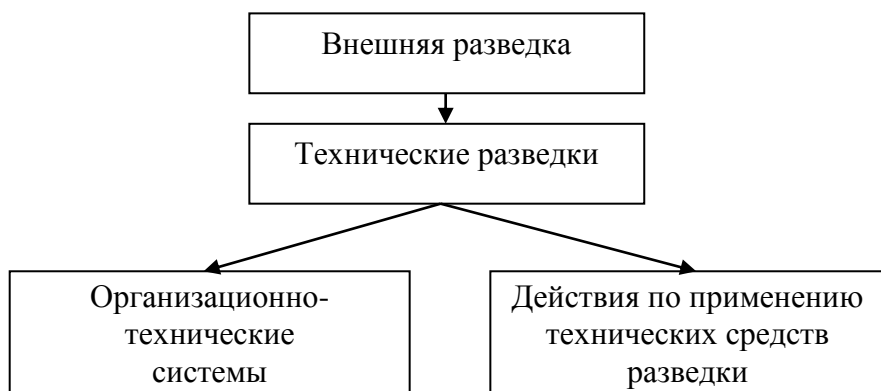 Внешняя разведка
Технические разведки
Организационно-
технические
системы
Действия по применению
технических средств
разведки